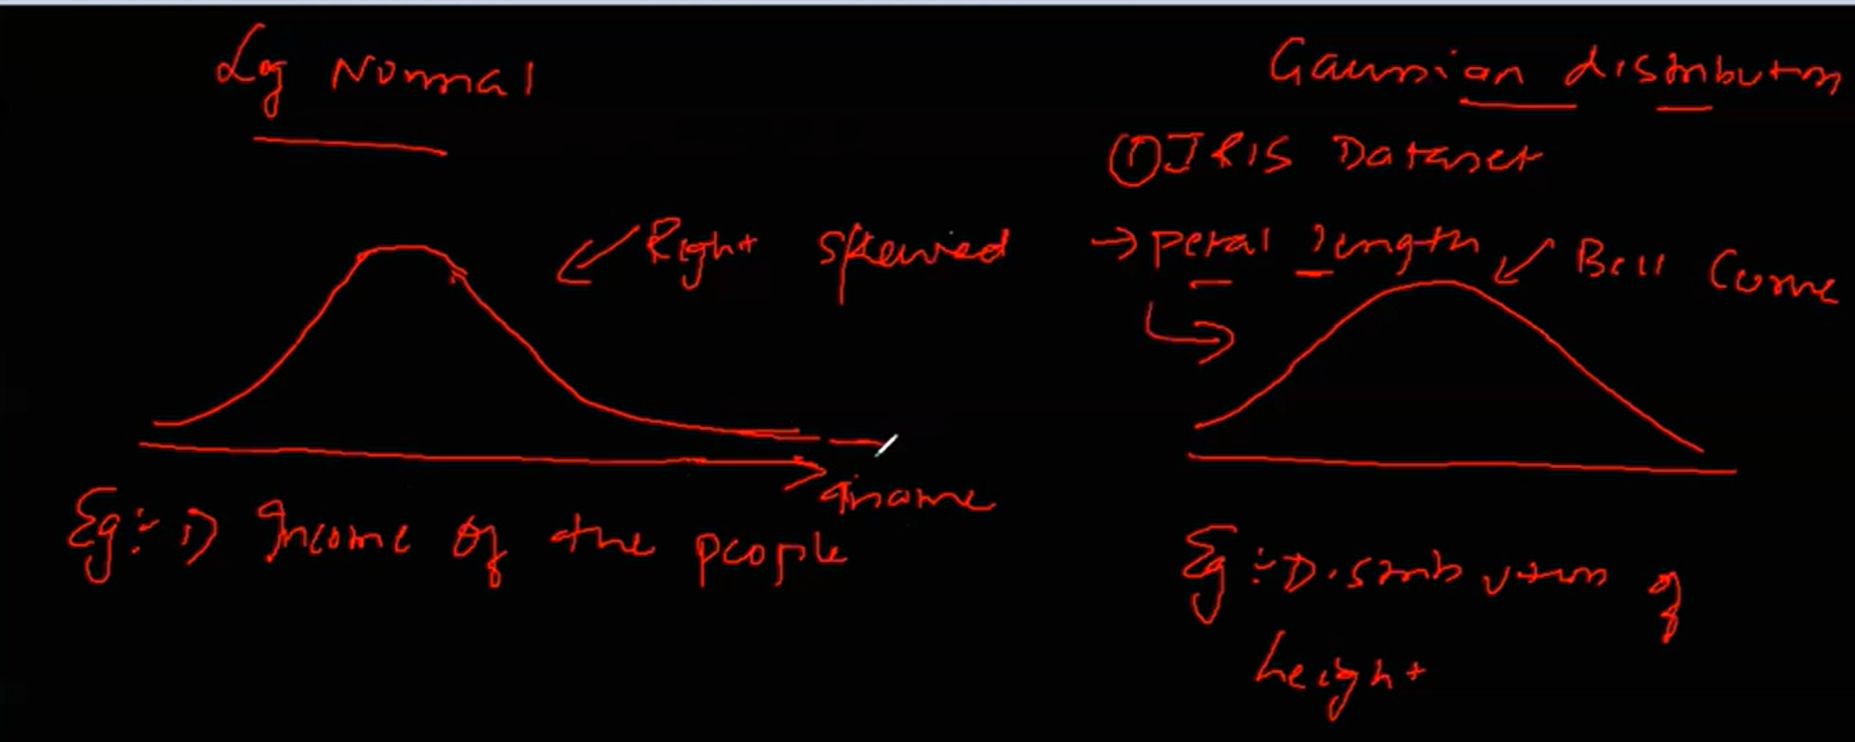 Log Normal
Right skewed
Income
Eg:- 1) Income of the people
Gaussian distribution
① IRIS Dataset
→ petal length
Bell Curve
Eg:- Distribution of
height